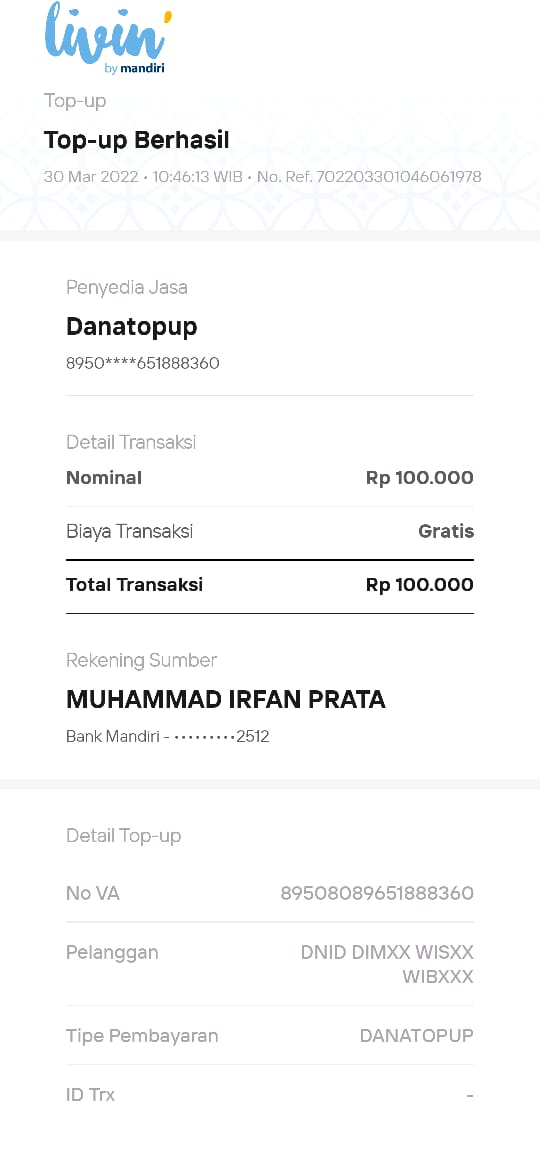 livin'
by mandiri
Top-up
Top-up Berhasil
30 Mar 2022 • 10:46:13 WIB • No. Ref. 702203301046061978
Penyedia Jasa
Danatopup
8950****651888360
Detail Transaksi
Nominal Rp 100.000
Biaya Transaksi Gratis
Total Transaksi Rp 100.000
Rekening Sumber
MUHAMMAD IRFAN PRATA
Bank Mandiri - •••••••••2512
Detail Top-up
No VA 89508089651888360
Pelanggan DNID DIMXX WISXX
WIBXXX
Tipe Pembayaran DANATOPUP
ID Trx -